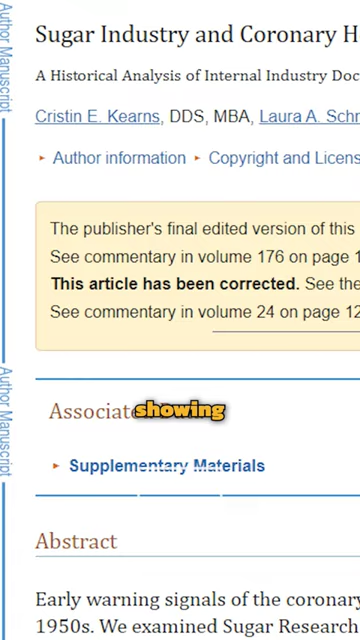 Author Manuscript
Author Manuscript
Sugar Industry and Coronary H
A Historical Analysis of Internal Industry Doc
Cristin E. Kearns, DDS, MBA, Laura A. Schr
▸ Author information ▸ Copyright and Licens
The publisher's final edited version of this
See commentary in volume 176 on page 1
This article has been corrected. See the
See commentary in volume 24 on page 12
Associate
showing
▸ Supplementary Materials
Abstract
Early warning signals of the coronary
1950s. We examined Sugar Research